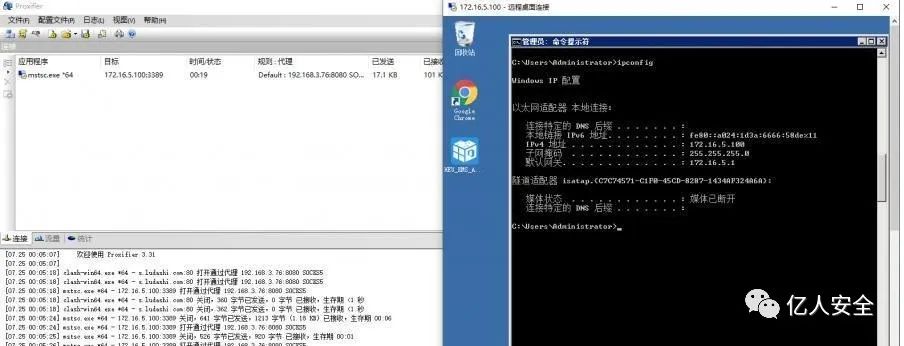 Proxifier
文件(F) 配置文件(P) 日志(L) 视图(V) 帮助(H)
连接
应用程序 目标 时间/状态 规则 : 代理 已发送 已接收
mstsc.exe *64 172.16.5.100:3389 00:19 Default : 192.168.3.76:8080 SO... 17.1 KB 101 K
连接 流量 统计
[07.25 00:05:07] 欢迎使用 Proxifier 3.31
[07.25 00:05:07]
[07.25 00:05:18] clash-win64.exe *64 - s.ludashi.com:80 打开通过代理 192.168.3.76:8080 SOCKS5
[07.25 00:05:18] clash-win64.exe *64 - s.ludashi.com:80 打开通过代理 192.168.3.76:8080 SOCKS5
[07.25 00:05:18] mstsc.exe *64 - 172.16.5.100:3389 打开通过代理 192.168.3.76:8080 SOCKS5
[07.25 00:05:18] clash-win64.exe *64 - s.ludashi.com:80 关闭, 360 字节已发送, 0 字节 已接收, 生存期 <1 秒
[07.25 00:05:18] clash-win64.exe *64 - s.ludashi.com:80 关闭, 362 字节已发送, 0 字节 已接收, 生存期 <1 秒
[07.25 00:05:24] mstsc.exe *64 - 172.16.5.100:3389 关闭, 641 字节已发送, 1213 字节 (1.18 KB) 已接收, 生存期 00:06
[07.25 00:05:24] mstsc.exe *64 - 172.16.5.100:3389 打开通过代理 192.168.3.76:8080 SOCKS5
[07.25 00:05:25] mstsc.exe *64 - 172.16.5.100:3389 关闭, 526 字节已发送, 920 字节 已接收, 生存期 00:01
172.16.5.100 - 远程桌面连接
回收站
Google
Chrome
管理员: 命令提示符
C:\Users\Administrator>ipconfig
Windows IP 配置
以太网适配器 本地连接:
连接特定的 DNS 后缀 . . . . . . . :
本地链接 IPv6 地址. . . . . . . . : fe80::a024:1d3a:6666:58de%11
IPv4 地址 . . . . . . . . . . . . : 172.16.5.100
子网掩码 . . . . . . . . . . . . : 255.255.255.0
默认网关. . . . . . . . . . . . . : 172.16.5.1
隧道适配器 isatap.{C7C74571-C1F0-45CD-8287-1434AF324A6A}:
媒体状态 . . . . . . . . . . . . : 媒体已断开
连接特定的 DNS 后缀 . . . . . . . :
C:\Users\Administrator>_
亿人安全